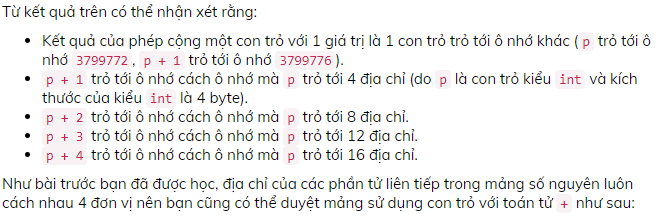 Từ kết quả trên có thể nhận xét rằng:
• Kết quả của phép cộng một con trỏ với 1 giá trị là 1 con trỏ trỏ tới ô nhớ khác ( p trỏ tới ô
nhớ 3799772 , p + 1 trỏ tới ô nhớ 3799776 ).
• p + 1 trỏ tới ô nhớ cách ô nhớ mà p trỏ tới 4 địa chỉ (do p là con trỏ kiểu int và kích
thước của kiểu int là 4 byte).
• p + 2 trỏ tới ô nhớ cách ô nhớ mà p trỏ tới 8 địa chỉ.
• p + 3 trỏ tới ô nhớ cách ô nhớ mà p trỏ tới 12 địa chỉ.
• p + 4 trỏ tới ô nhớ cách ô nhớ mà p trỏ tới 16 địa chỉ.
Như bài trước bạn đã được học, địa chỉ của các phần tử liên tiếp trong mảng số nguyên luôn
cách nhau 4 đơn vị nên bạn cũng có thể duyệt mảng sử dụng con trỏ với toán tử + như sau: